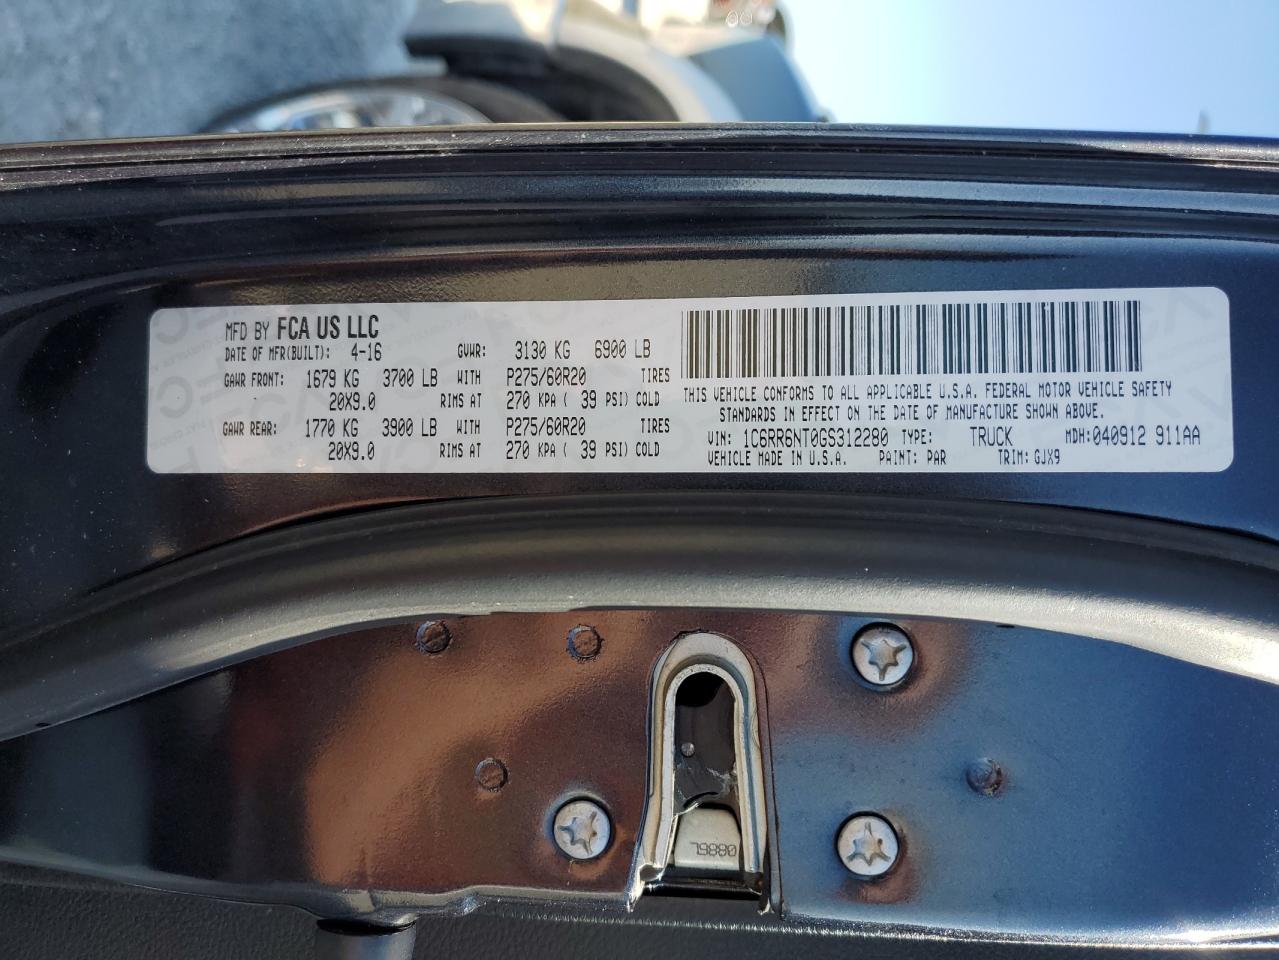 MFD BY FCA US LLC
DATE OF MFR(BUILT): 4-16 GVWR: 3130 KG 6900 LB
GAWR FRONT: 1679 KG 3700 LB WITH P275/60R20 TIRES
20X9.0 RIMS AT 270 KPA ( 39 PSI) COLD
GAWR REAR: 1770 KG 3900 LB WITH P275/60R20 TIRES
20X9.0 RIMS AT 270 KPA ( 39 PSI) COLD
THIS VEHICLE CONFORMS TO ALL APPLICABLE U.S.A. FEDERAL MOTOR VEHICLE SAFETY
STANDARDS IN EFFECT ON THE DATE OF MANUFACTURE SHOWN ABOVE.
VIN: 1C6RR6NT0GS312280 TYPE: TRUCK MDH:040912 911AA
VEHICLE MADE IN U.S.A. PAINT: PAR TRIM: GJX9